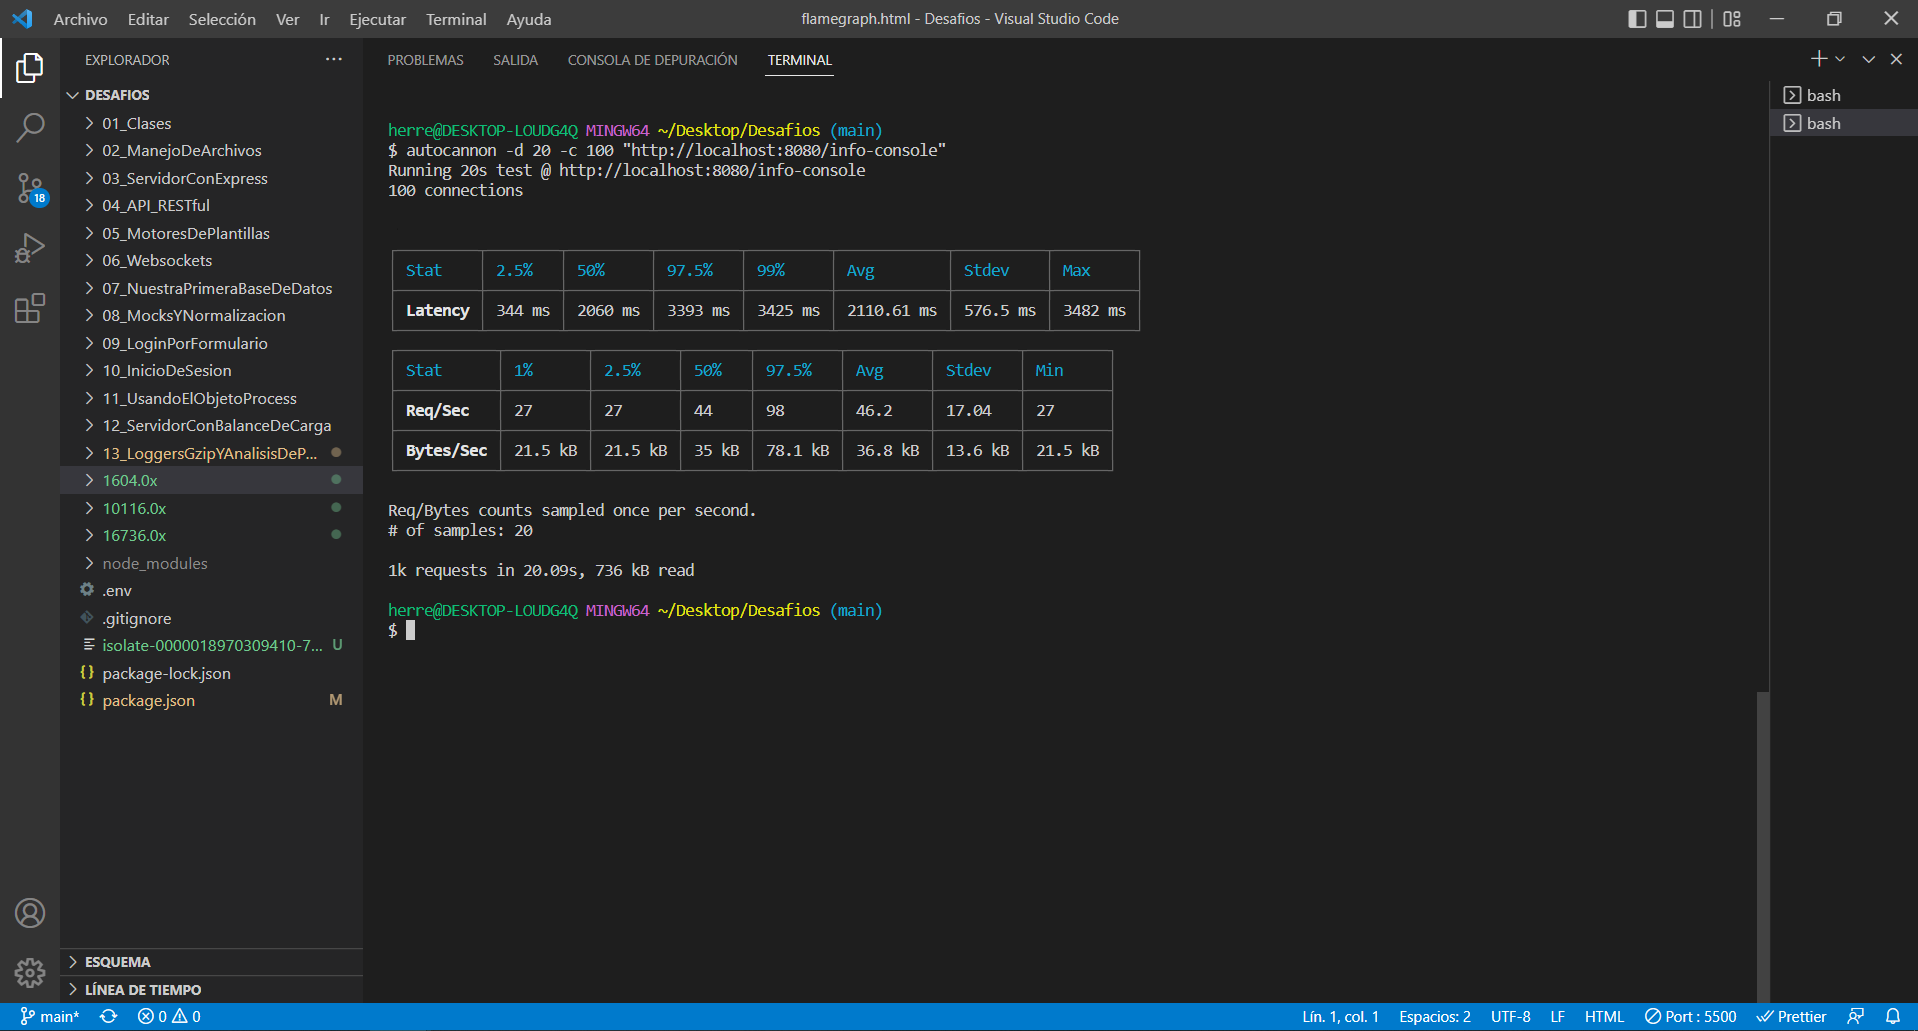 Archivo Editar Selección Ver Ir Ejecutar Terminal Ayuda
flamegraph.html - Desafios - Visual Studio Code
EXPLORADOR
DESAFIOS
01_Clases
02_ManejoDeArchivos
03_ServidorConExpress
04_API_RESTful
05_MotoresDePlantillas
06_Websockets
07_NuestraPrimeraBaseDeDatos
08_MocksYNormalizacion
09_LoginPorFormulario
10_InicioDeSesion
11_UsandoElObjetoProcess
12_ServidorConBalanceDeCarga
13_LoggersGzipYAnalisisDeP...
1604.0x
10116.0x
16736.0x
node_modules
.env
.gitignore
isolate-0000018970309410-7... U
package-lock.json
package.json M
ESQUEMA
LÍNEA DE TIEMPO
18
PROBLEMAS SALIDA CONSOLA DE DEPURACIÓN TERMINAL
herre@DESKTOP-LOUDG4Q MINGW64 ~/Desktop/Desafios (main)
$ autocannon -d 20 -c 100 "http://localhost:8080/info-console"
Running 20s test @ http://localhost:8080/info-console
100 connections
Stat 2.5% 50% 97.5% 99% Avg Stdev Max
Latency 344 ms 2060 ms 3393 ms 3425 ms 2110.61 ms 576.5 ms 3482 ms
Stat 1% 2.5% 50% 97.5% Avg Stdev Min
Req/Sec 27 27 44 98 46.2 17.04 27
Bytes/Sec 21.5 kB 21.5 kB 35 kB 78.1 kB 36.8 kB 13.6 kB 21.5 kB
Req/Bytes counts sampled once per second.
# of samples: 20
1k requests in 20.09s, 736 kB read
herre@DESKTOP-LOUDG4Q MINGW64 ~/Desktop/Desafios (main)
$
bash
bash
main* 0 0
Lín. 1, col. 1 Espacios: 2 UTF-8 LF HTML Port : 5500 Prettier